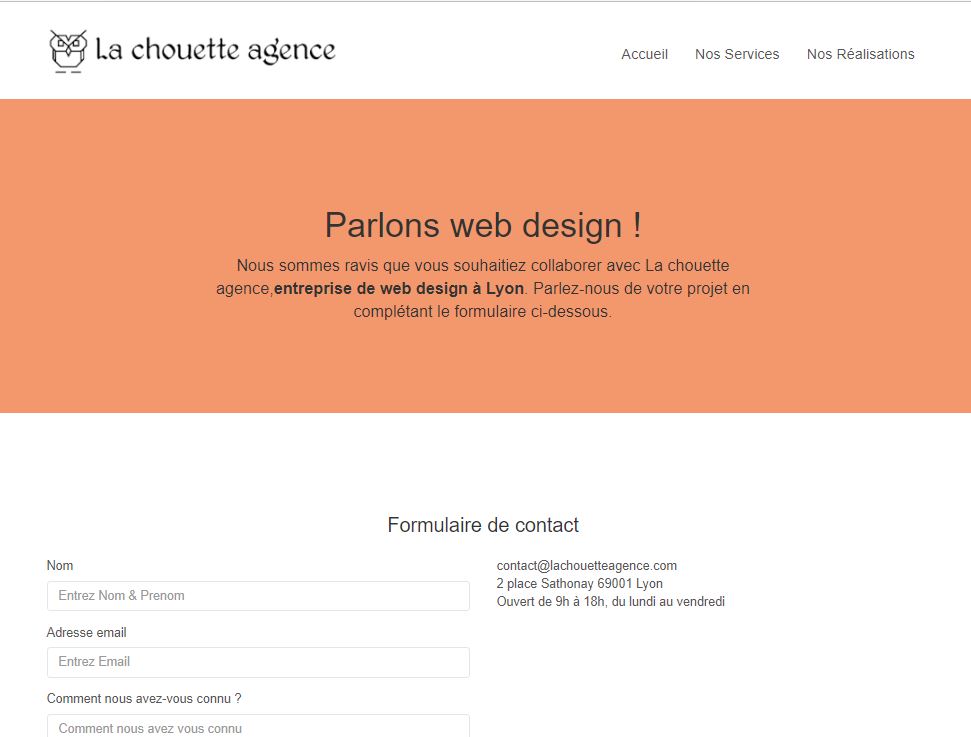 La chouette agence
Accueil Nos Services Nos Réalisations
Parlons web design !
Nous sommes ravis que vous souhaitiez collaborer avec La chouette
agence,entreprise de web design à Lyon. Parlez-nous de votre projet en
complétant le formulaire ci-dessous.
Formulaire de contact
Nom
Entrez Nom & Prenom
Adresse email
Entrez Email
Comment nous avez-vous connu ?
Comment nous avez vous connu
contact@lachouetteagence.com
2 place Sathonay 69001 Lyon
Ouvert de 9h à 18h, du lundi au vendredi